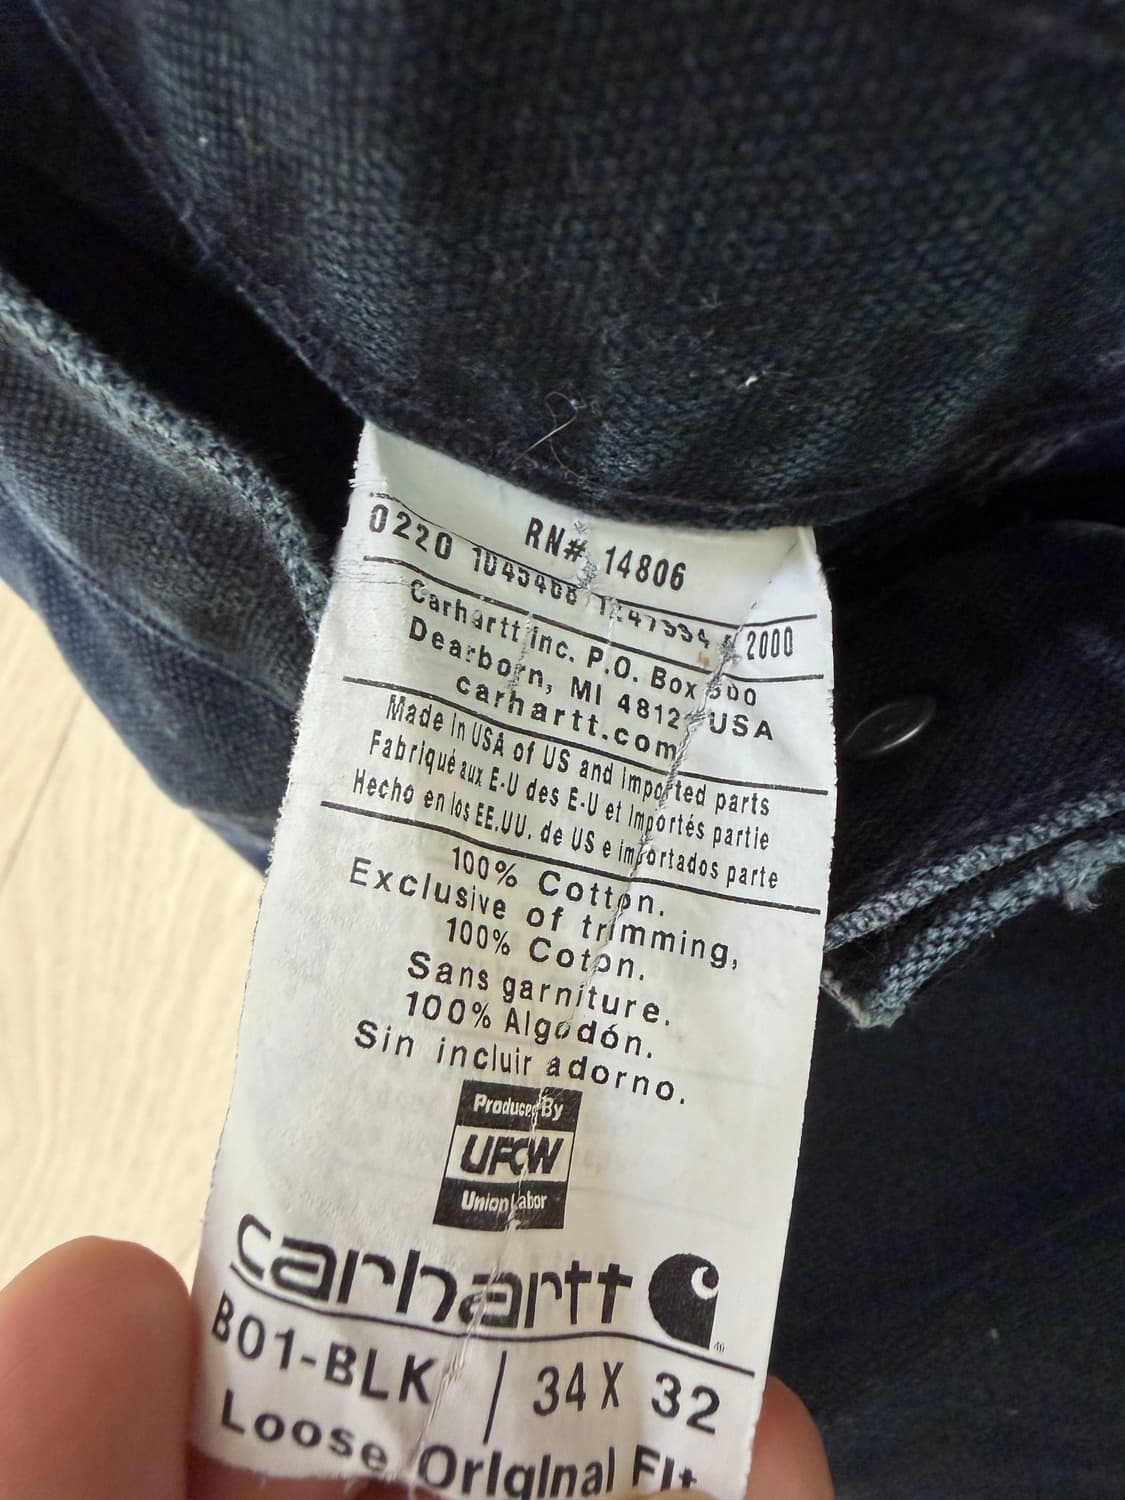 RN# 14806
0220 2000
Carhartt Inc. P.O. Box
Dearborn, MI USA
carhartt.com
Made in USA of US and imported parts
Fabriqué aux E-U des E-U et Importés partie
Hecho en los EE.UU. de US e importados parte
100% Cotton.
Exclusive of trimming,
100% Coton.
Sans garniture.
100% Algodón.
Sin incluir adorno.
Produced By
UFCW
Union Labor
carhartt
B01-BLK | 34 X 32
Loose Original Fit